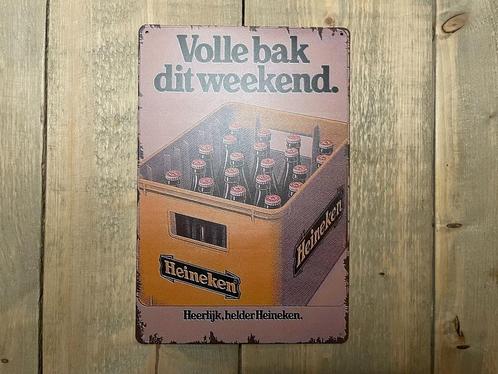 Volle bak
dit weekend.
Heineken
Heineken
Heerlijk, helder Heineken.